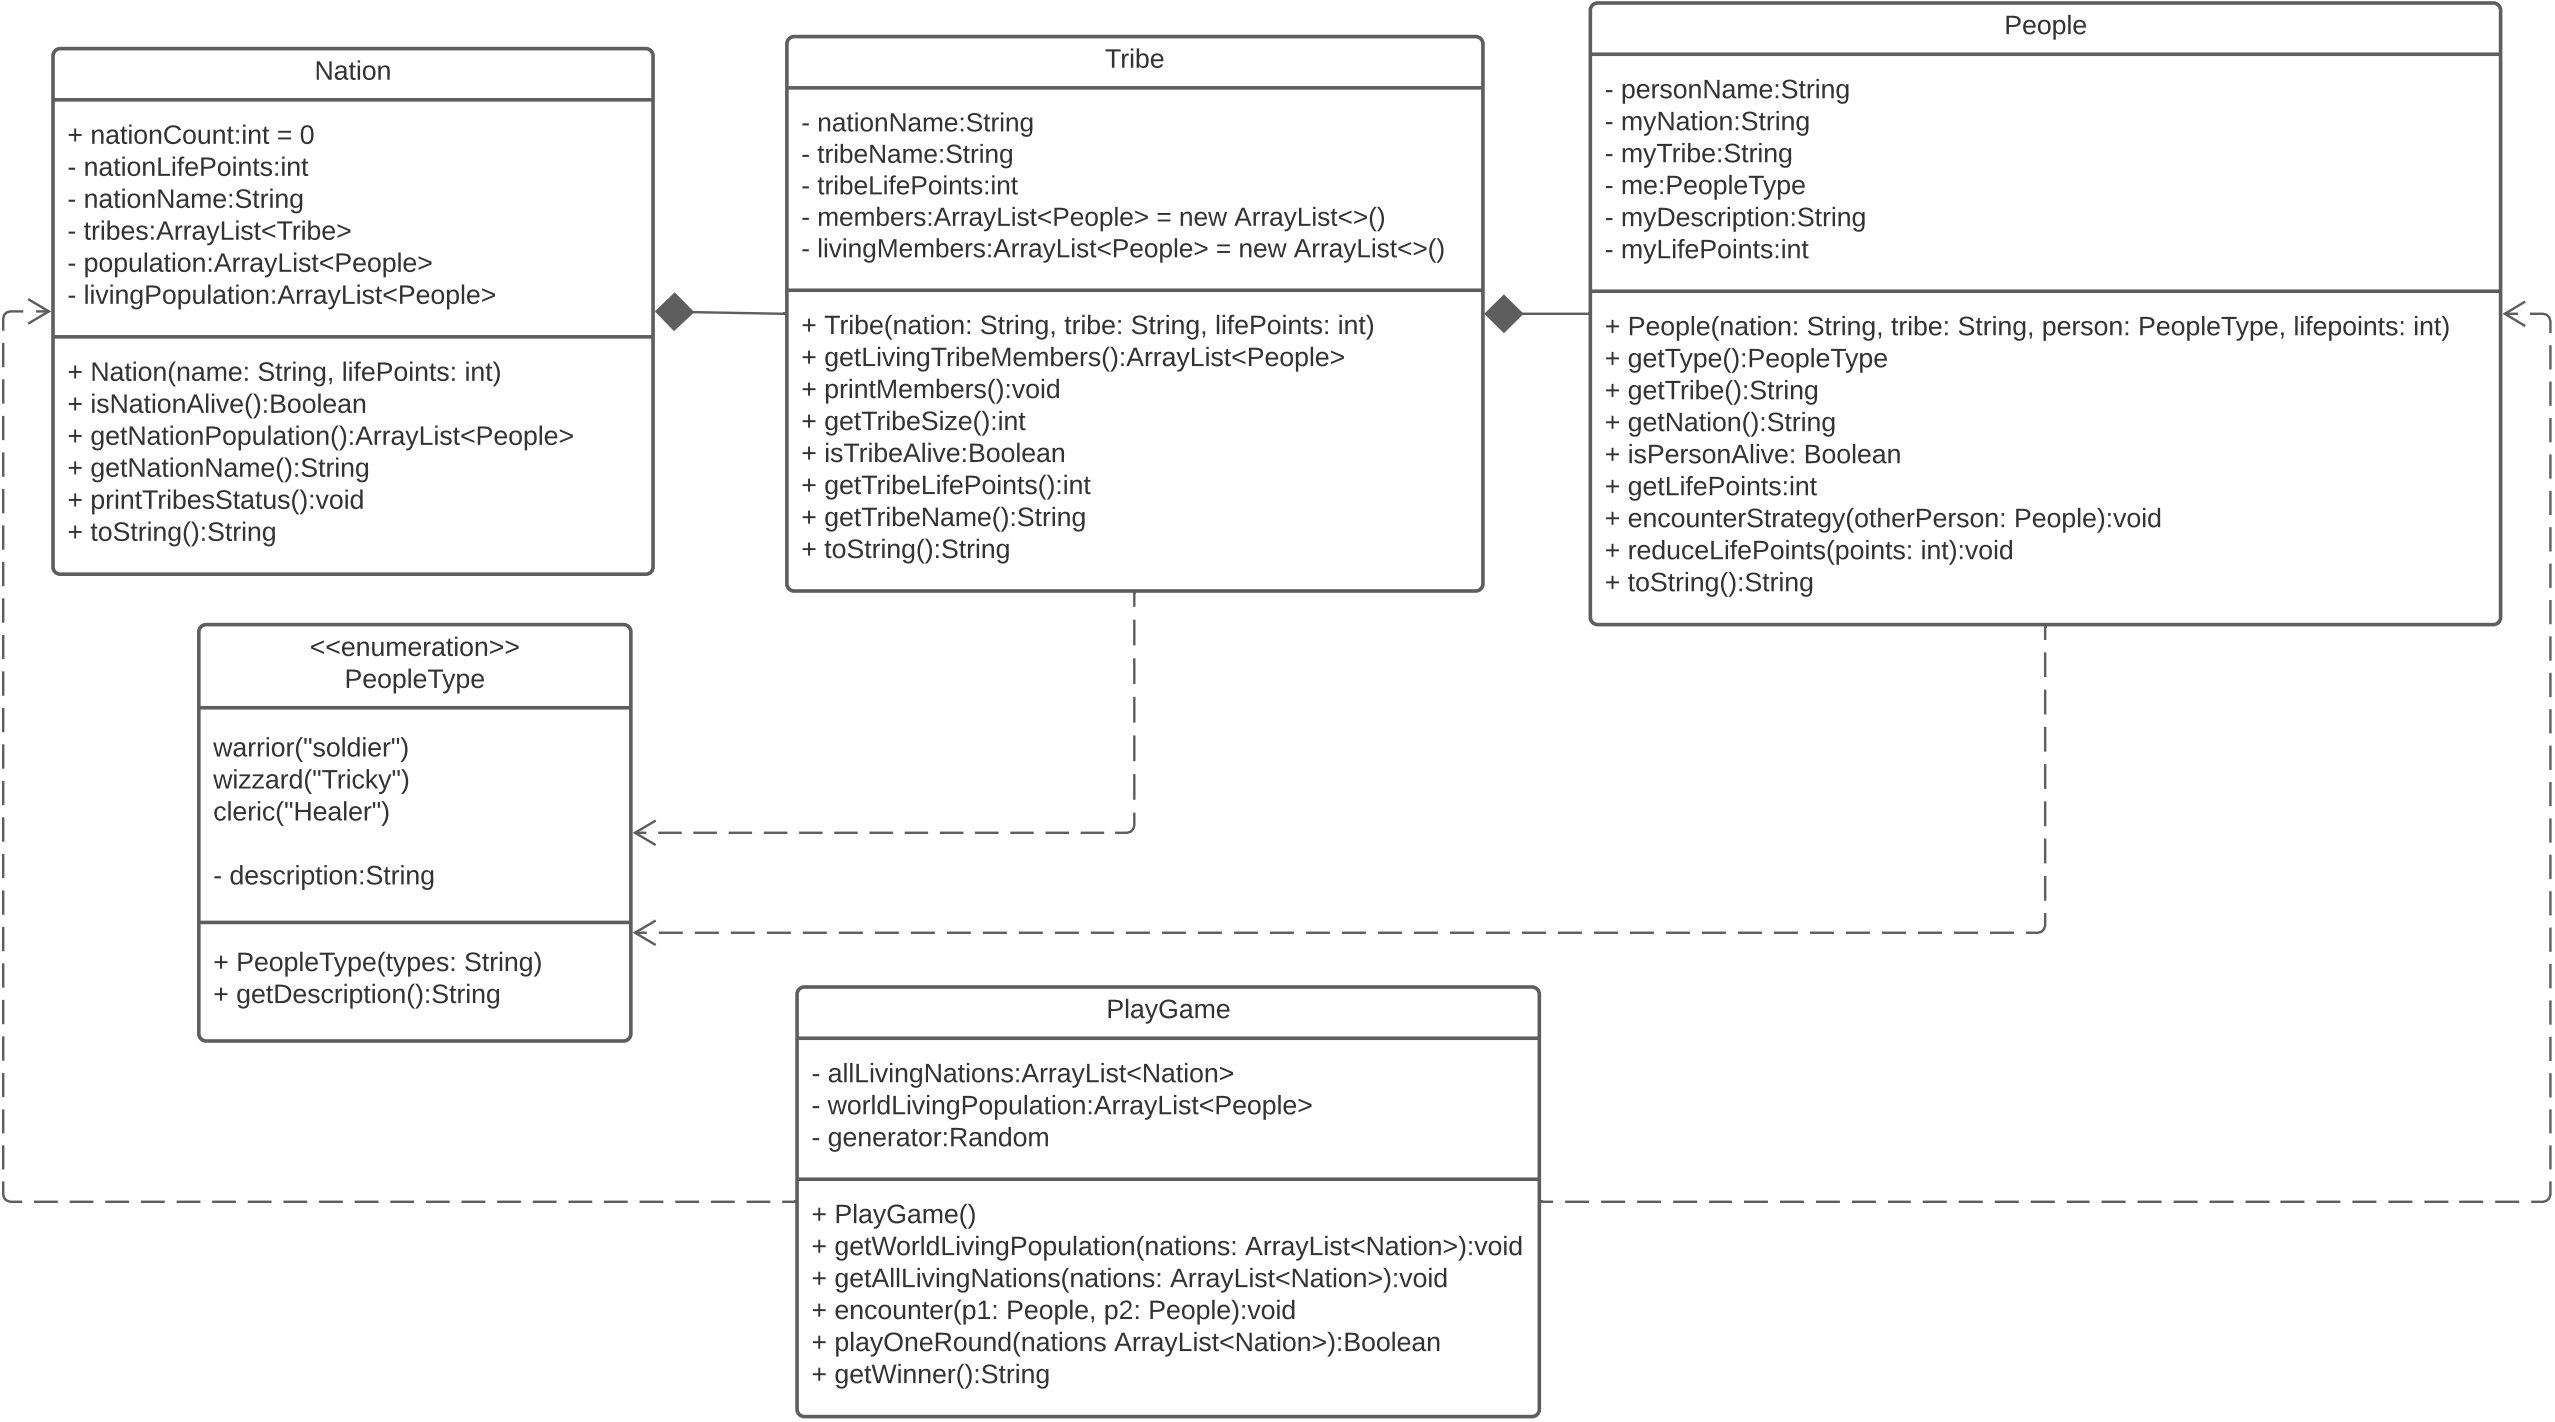 Nation
+ nationCount:int = 0
- nationLifePoints:int
- nationName:String
- tribes:ArrayList<Tribe>
- population:ArrayList<People>
- livingPopulation:ArrayList<People>
+ Nation(name: String, lifePoints: int)
+ isNationAlive():Boolean
+ getNationPopulation():ArrayList<People>
+ getNationName():String
+ printTribesStatus():void
+ toString():String
Tribe
- nationName:String
- tribeName:String
- tribeLifePoints:int
- members:ArrayList<People> = new ArrayList<>()
- livingMembers:ArrayList<People> = new ArrayList<>()
+ Tribe(nation: String, tribe: String, lifePoints: int)
+ getLivingTribeMembers():ArrayList<People>
+ printMembers():void
+ getTribeSize():int
+ isTribeAlive:Boolean
+ getTribeLifePoints():int
+ getTribeName():String
+ toString():String
People
- personName:String
- myNation:String
- myTribe:String
- me:PeopleType
- myDescription:String
- myLifePoints:int
+ People(nation: String, tribe: String, person: PeopleType, lifepoints: int)
+ getType():PeopleType
+ getTribe():String
+ getNation():String
+ isPersonAlive: Boolean
+ getLifePoints:int
+ encounterStrategy(otherPerson: People):void
+ reduceLifePoints(points: int):void
+ toString():String
<<enumeration>>
PeopleType
warrior("soldier")
wizzard("Tricky")
cleric("Healer")
- description:String
+ PeopleType(types: String)
+ getDescription():String
PlayGame
- allLivingNations:ArrayList<Nation>
- worldLivingPopulation:ArrayList<People>
- generator:Random
+ PlayGame()
+ getWorldLivingPopulation(nations: ArrayList<Nation>):void
+ getAllLivingNations(nations: ArrayList<Nation>):void
+ encounter(p1: People, p2: People):void
+ playOneRound(nations ArrayList<Nation>):Boolean
+ getWinner():String